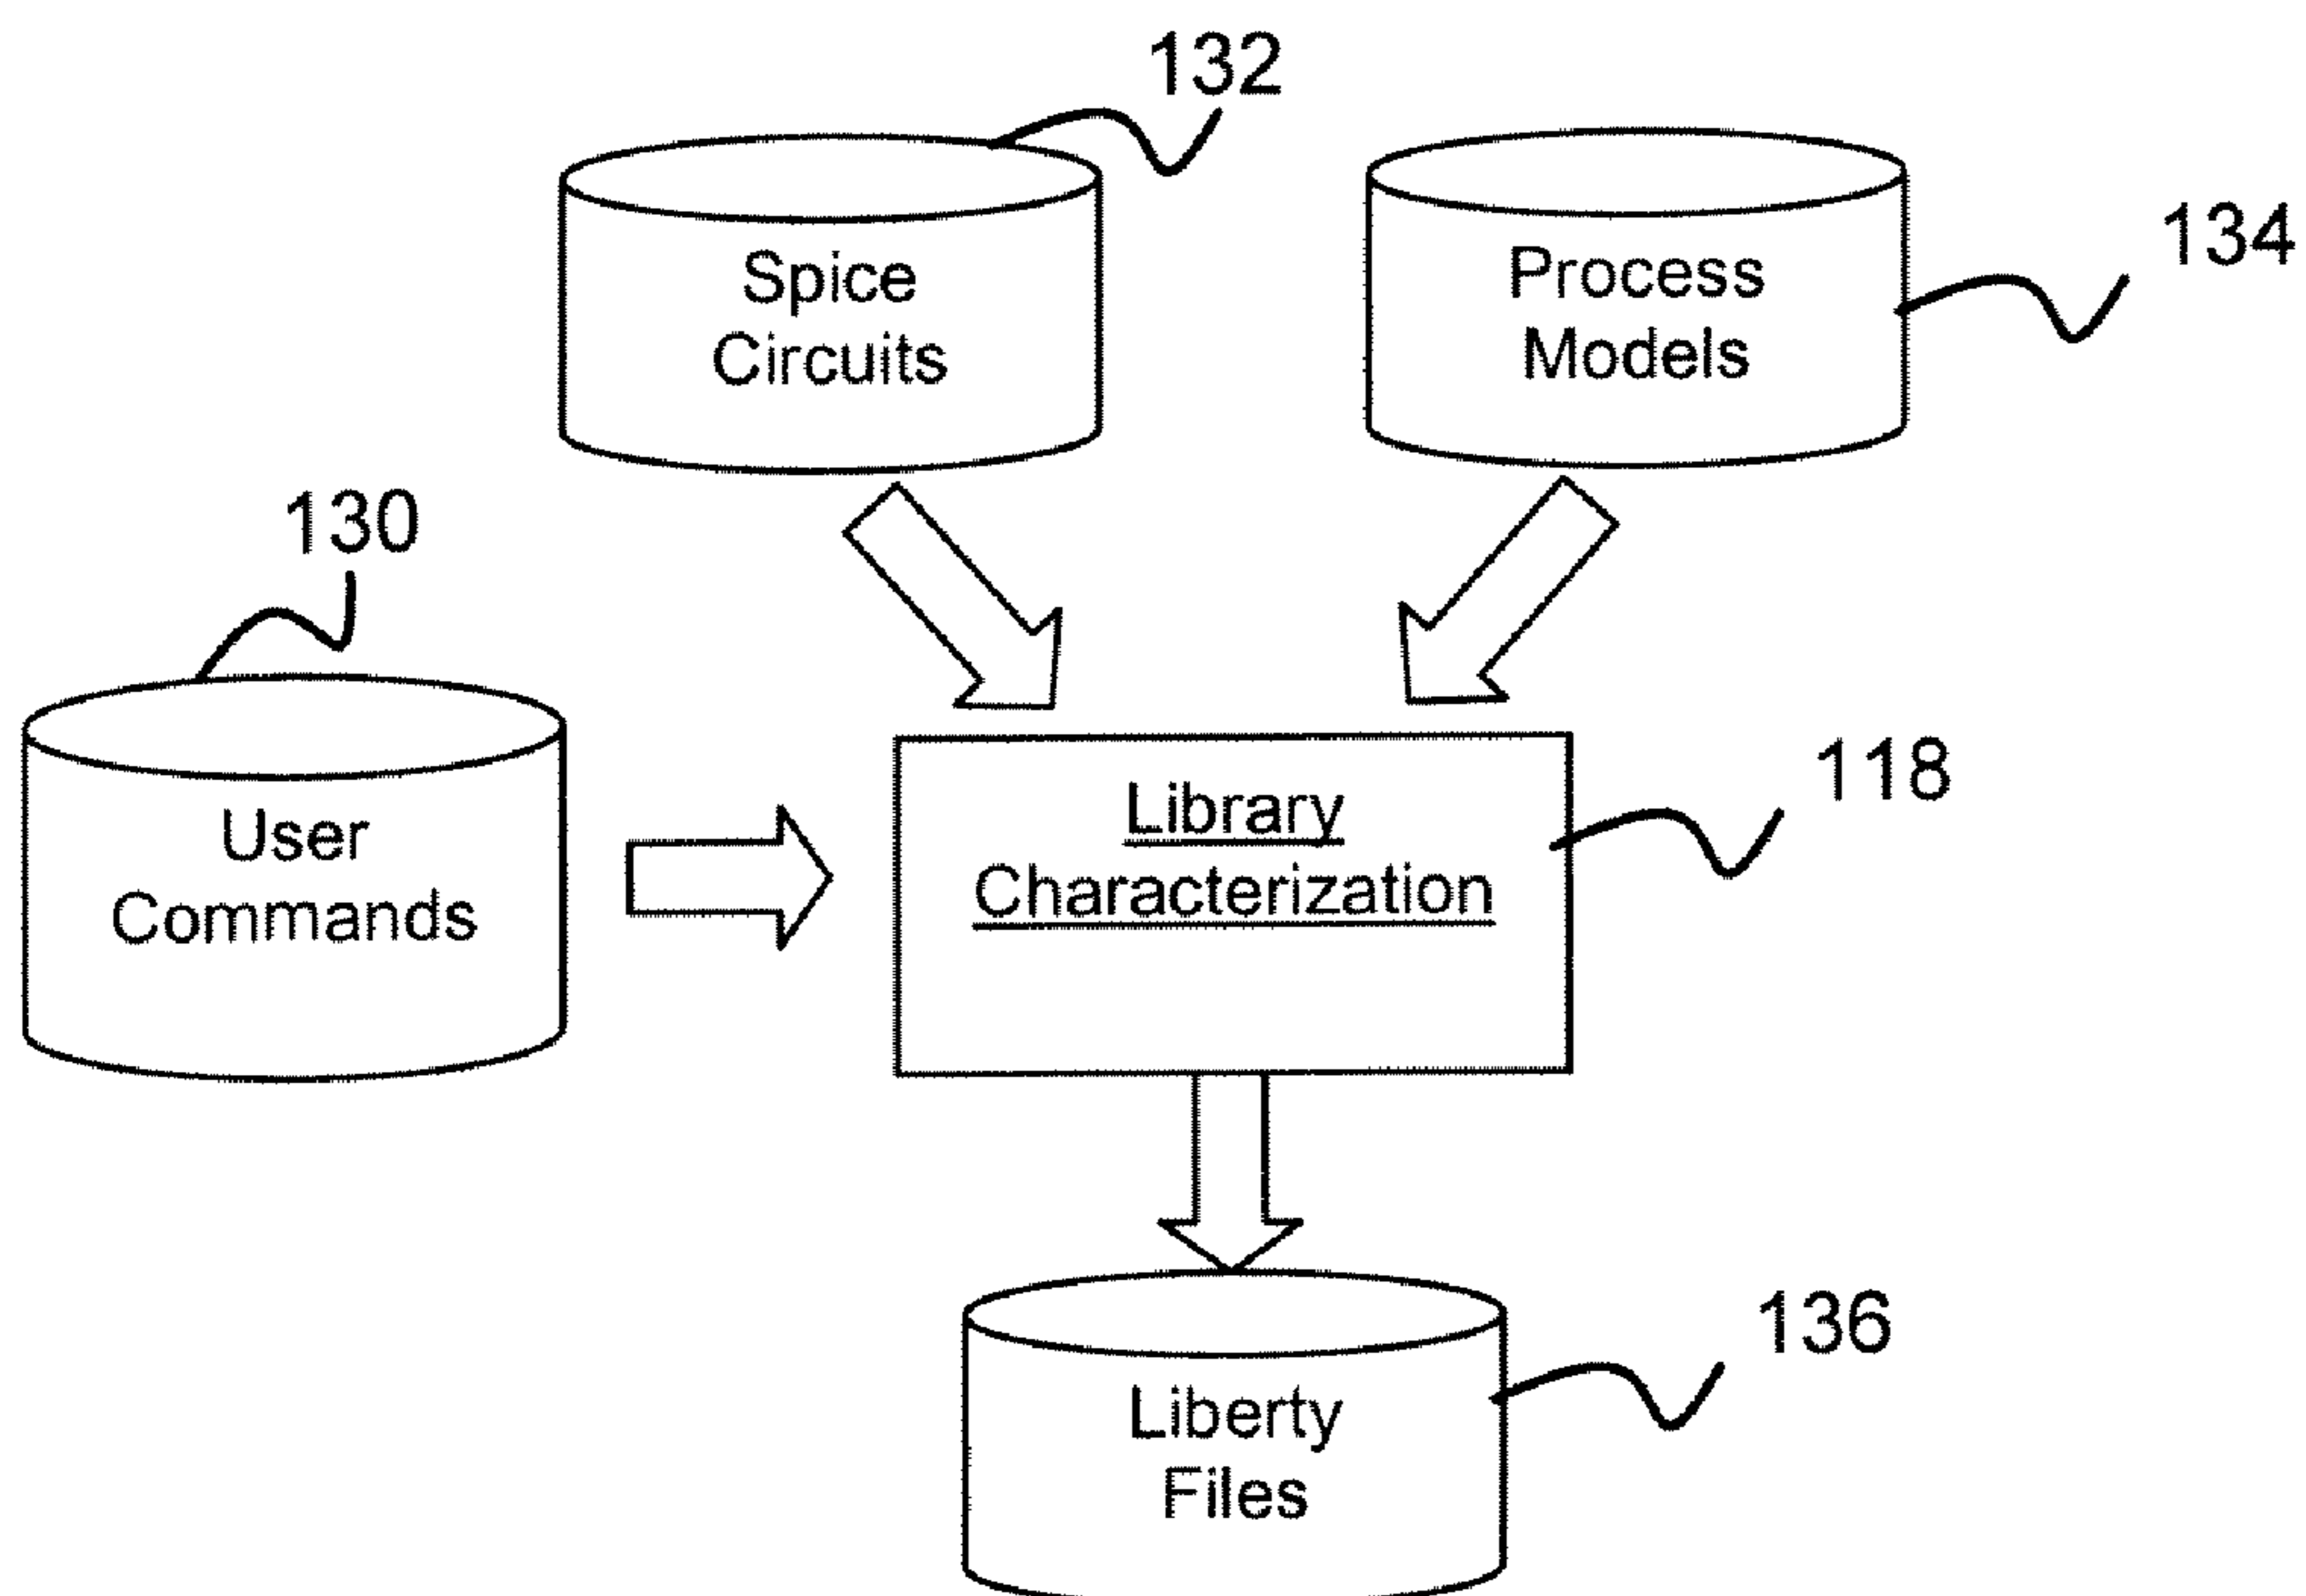 132
Spice
Circuits
Process
Models
134
130
User
Commands
Library
Characterization
118
Liberty
Files
136